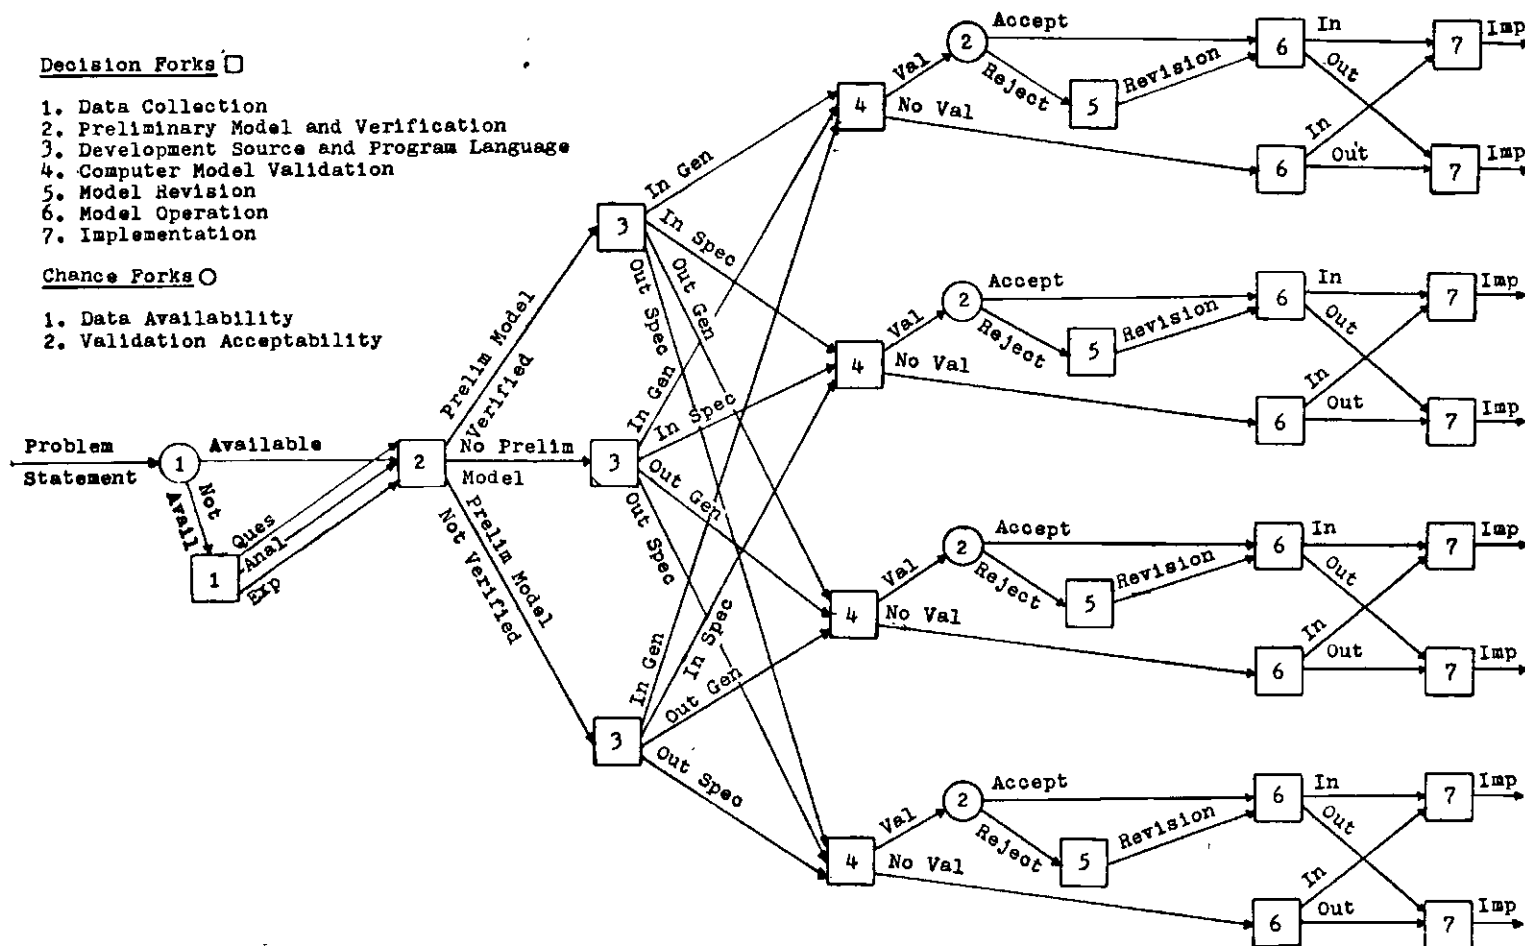 Decision Forks
1. Data Collection
2. Preliminary Model and Verification
3. Development Source and Program Language
4. Computer Model Validation
5. Model Revision
6. Model Operation
7. Implementation
Chance Forks
1. Data Availability
2. Validation Acceptability
Problem
Statement
1
Available
Not
Avail
1
Ques
Anal
Exp
2
Prelim Model
Verified
No Prelim
Model
Prelim Model
Not Verified
3
In Gen
In Spec
Out Gen
Out Spec
3
In Gen
In Spec
Out Gen
Out Spec
3
In Gen
In Spec
Out Gen
Out Spec
4
Val
No Val
2
Accept
Reject
5
Revision
6
In
Out
6
In
Out
7
Imp
7
Imp
4
Val
No Val
2
Accept
Reject
5
Revision
6
In
Out
6
In
Out
7
Imp
7
Imp
4
Val
No Val
2
Accept
Reject
5
Revision
6
In
Out
6
In
Out
7
Imp
7
Imp
4
Val
No Val
2
Accept
Reject
5
Revision
6
In
Out
6
In
Out
7
Imp
7
Imp